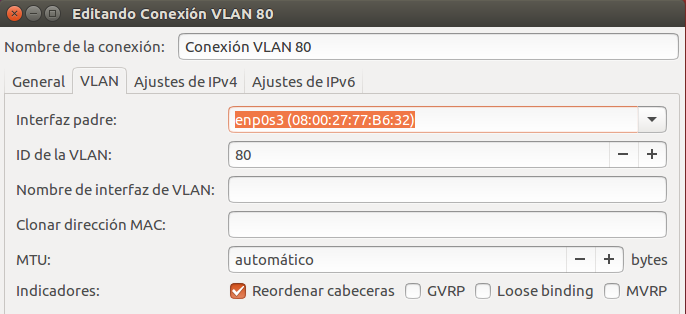 Editando Conexión VLAN 80
Nombre de la conexión: Conexión VLAN 80
General VLAN Ajustes de IPv4 Ajustes de IPv6
Interfaz padre: enp0s3 (08:00:27:77:B6:32)
ID de la VLAN: 80
Nombre de interfaz de VLAN:
Clonar dirección MAC:
MTU: automático bytes
Indicadores: Reordenar cabeceras GVRP Loose binding MVRP